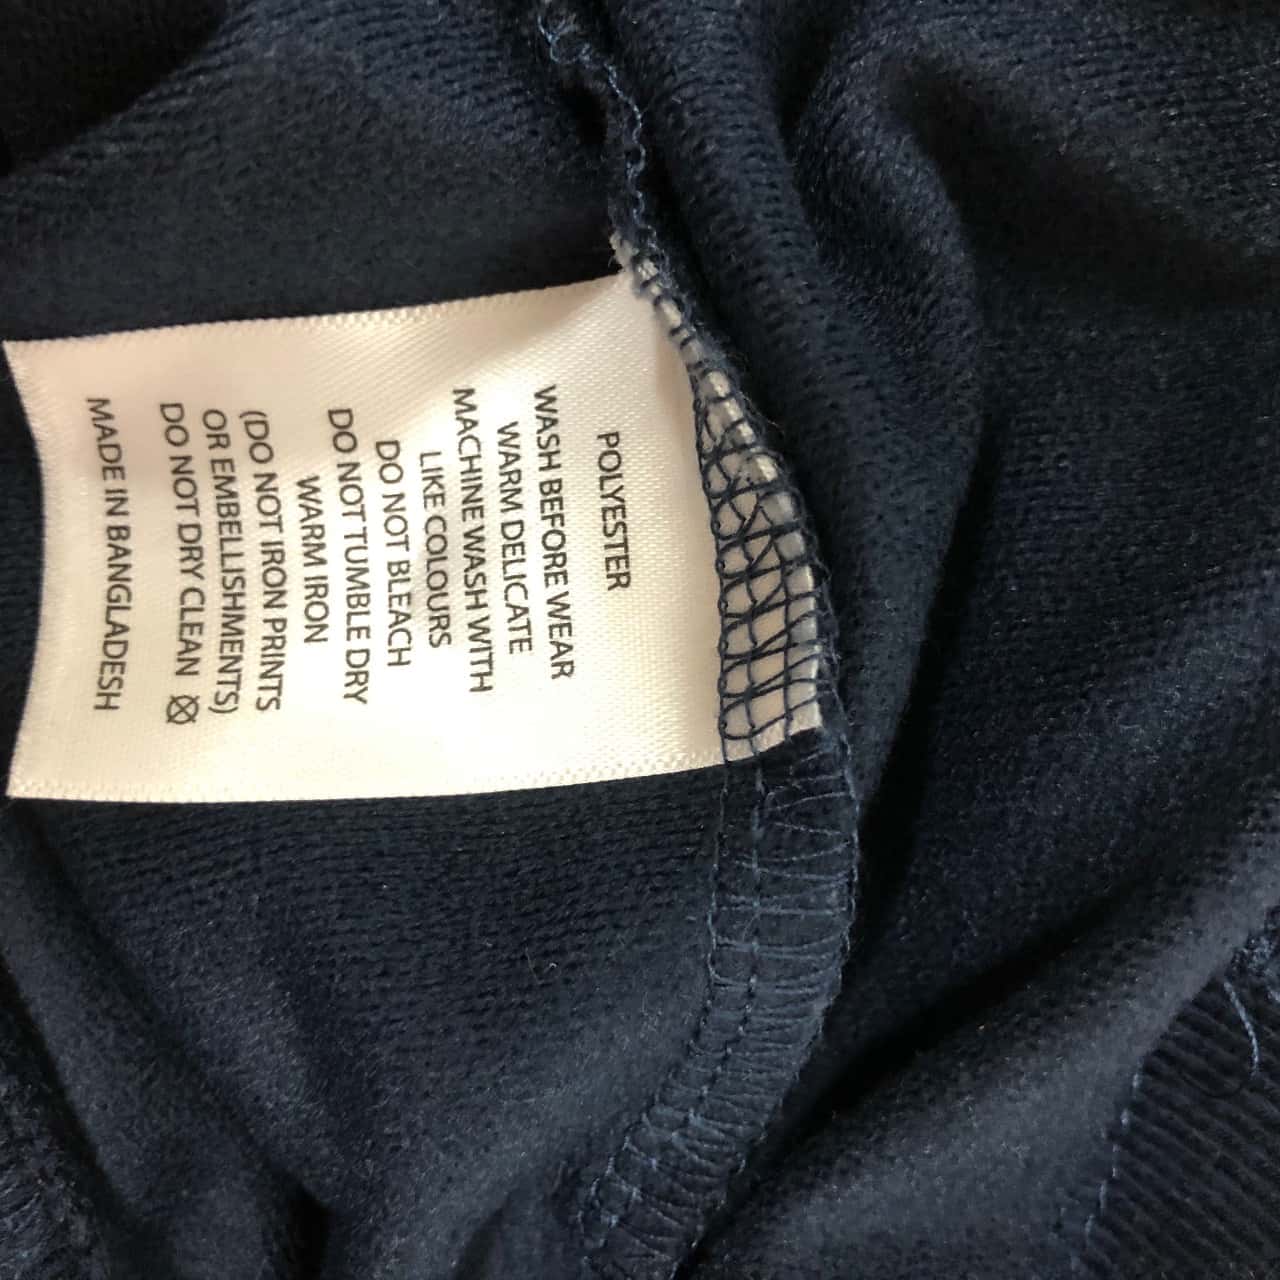 POLYESTER
WASH BEFORE WEAR
WARM DELICATE
MACHINE WASH WITH
LIKE COLOURS
DO NOT BLEACH
DO NOT TUMBLE DRY
WARM IRON
(DO NOT IRON PRINTS
OR EMBELLISHMENTS)
DO NOT DRY CLEAN
MADE IN BANGLADESH